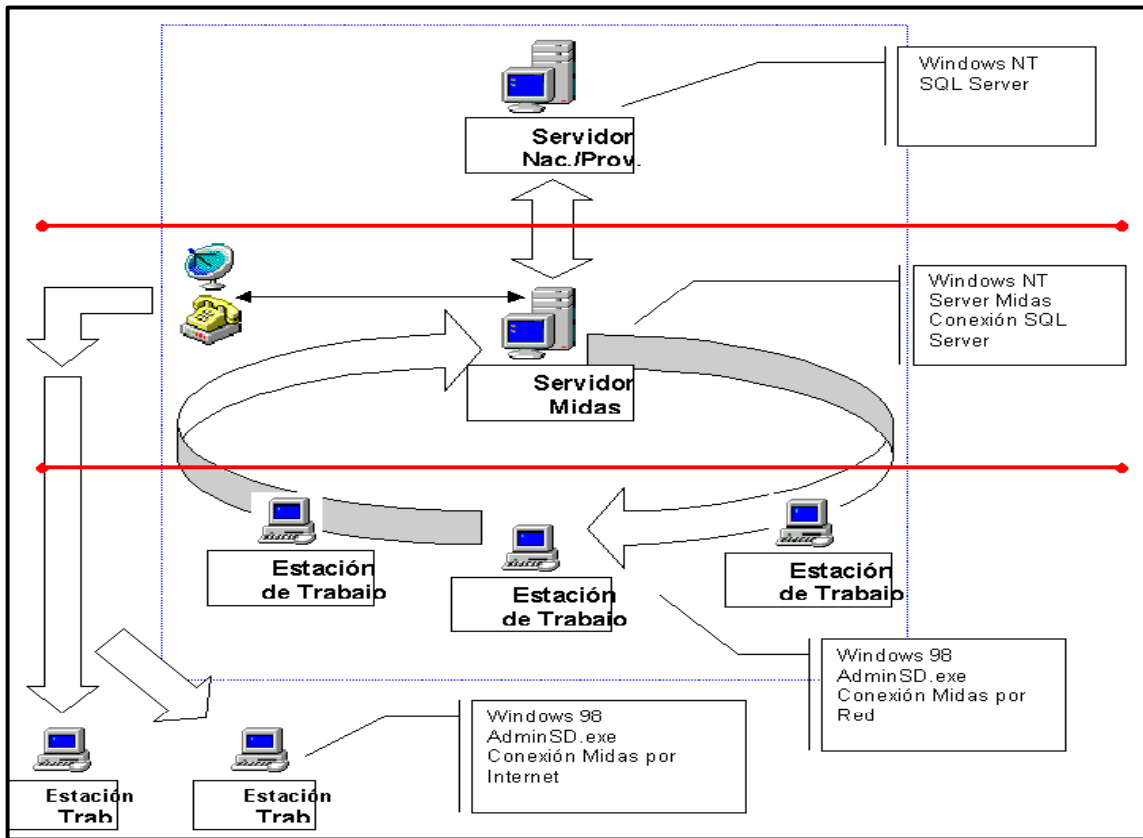 Windows NT
SQL Server
Servidor
Nac./Prov.
Windows NT
Server Midas
Conexión SQL
Server
Servidor
Midas
Estación
de Trabajo
Estación
de Trabajo
Estación
de Trabajo
Windows 98
AdminSD.exe
Conexión Midas por
Red
Windows 98
AdminSD.exe
Conexión Midas por
Internet
Estación
Trab
Estación
Trab